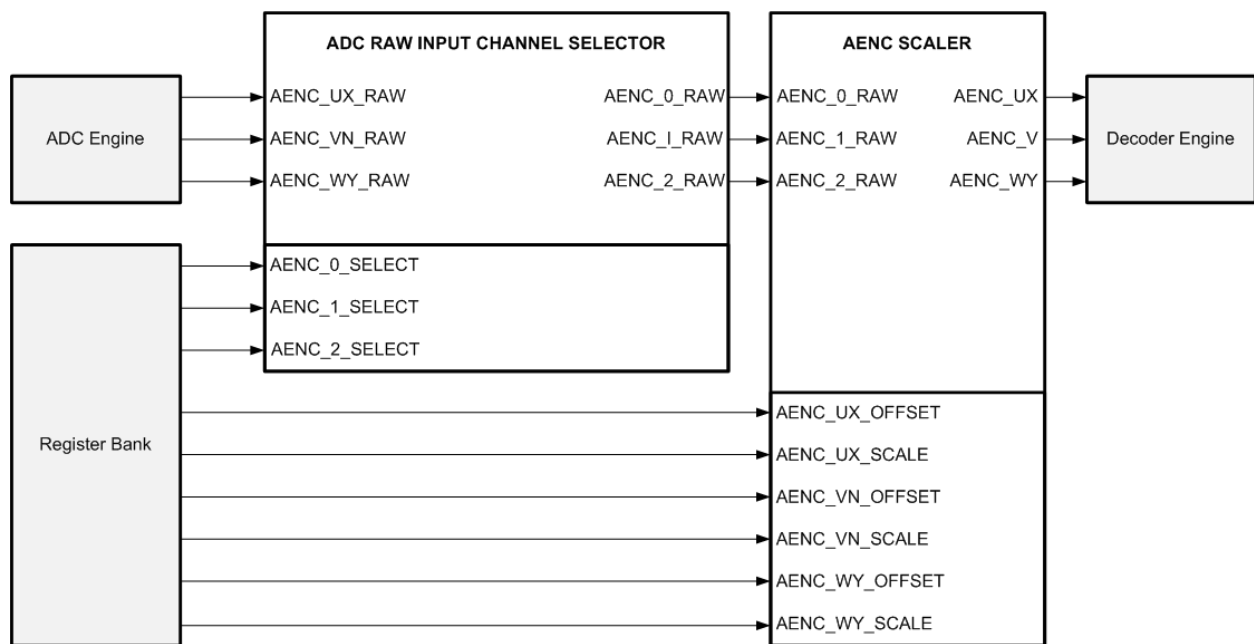 ADC RAW INPUT CHANNEL SELECTOR
AENC SCALER
ADC Engine
AENC_UX_RAW
AENC_0_RAW
AENC_0_RAW
AENC_UX
AENC_VN_RAW
AENC_I_RAW
AENC_1_RAW
AENC_V
Decoder Engine
AENC_WY_RAW
AENC_2_RAW
AENC_2_RAW
AENC_WY
Register Bank
AENC_0_SELECT
AENC_1_SELECT
AENC_2_SELECT
AENC_UX_OFFSET
AENC_UX_SCALE
AENC_VN_OFFSET
AENC_VN_SCALE
AENC_WY_OFFSET
AENC_WY_SCALE